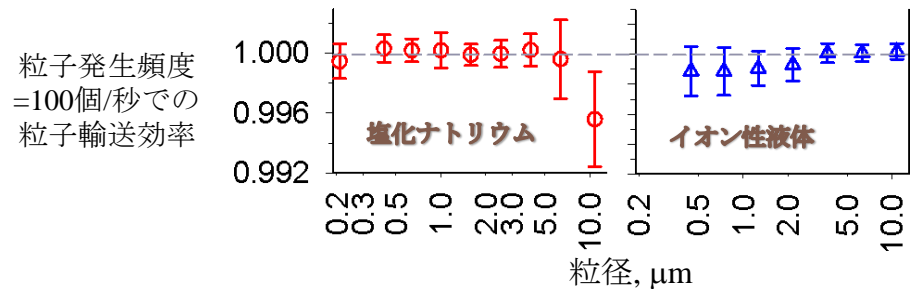 粒子発生頻度
=100個/秒での
粒子輸送効率
1.000
0.996
0.992
塩化ナトリウム
イオン性液体
0.2 0.3 0.5 1.0 2.0 3.0 5.0 10.0
0.2 0.5 1.0 2.0 5.0 10.0
粒径, μm